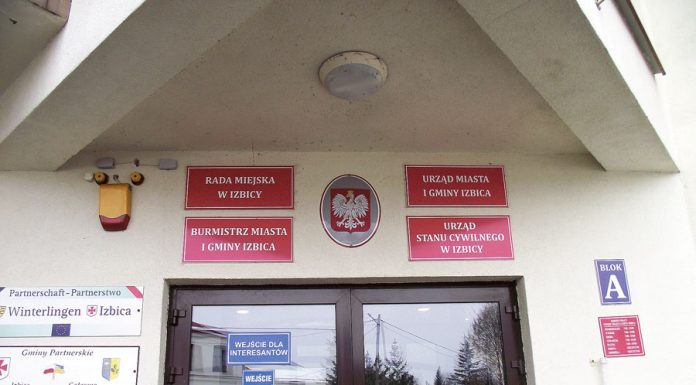 RADA MIEJSKA
W IZBICY
URZĄD MIASTA
I GMINY IZBICA
BURMISTRZ MIASTA
I GMINY IZBICA
URZĄD
STANU CYWILNEGO
W IZBICY
BLOK
A
Partnerschaft - Partnerstwo
Winterlingen
Izbica
Gminy Partnerskie
WEJŚCIE DLA
INTERESANTÓW
WEJŚCIE